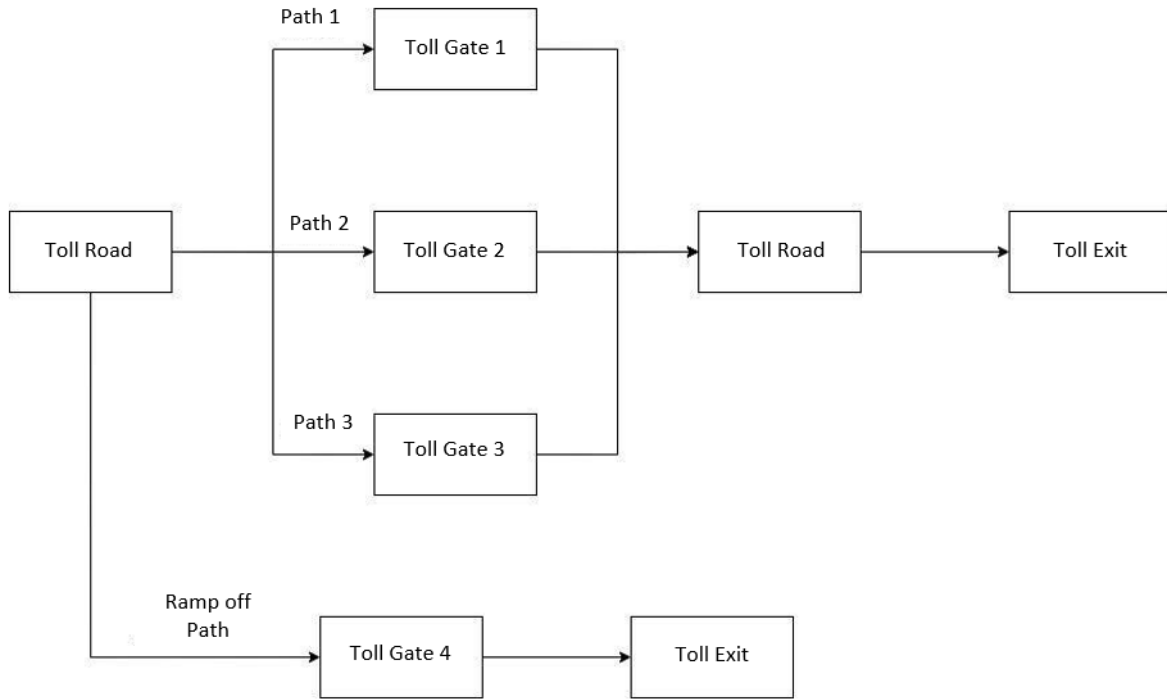 Path 1
Toll Gate 1
Toll Road
Path 2
Toll Gate 2
Toll Road
Toll Exit
Path 3
Toll Gate 3
Ramp off
Path
Toll Gate 4
Toll Exit